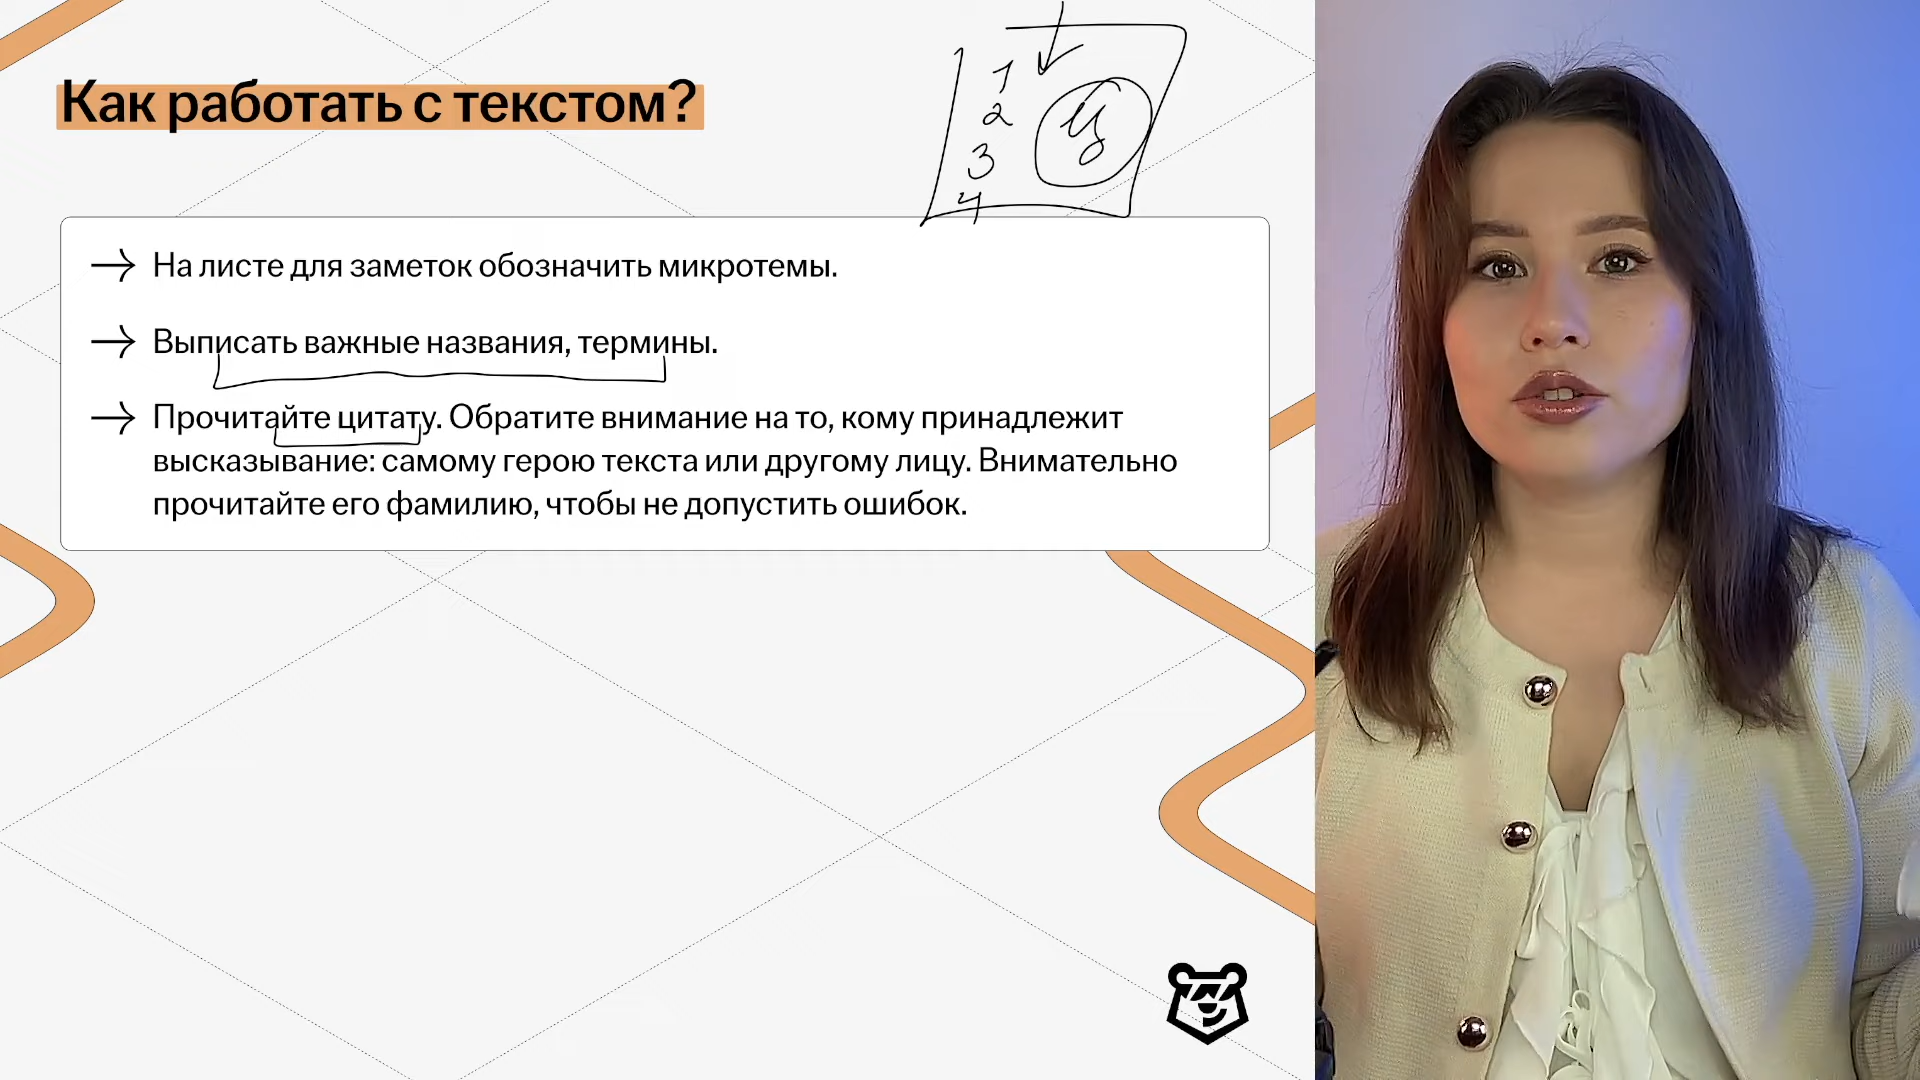 Как работать с текстом?
1
2
3
4
ц
На листе для заметок обозначить микротемы.
Выписать важные названия, термины.
Прочитайте цитату. Обратите внимание на то, кому принадлежит
высказывание: самому герою текста или другому лицу. Внимательно
прочитайте его фамилию, чтобы не допустить ошибок.